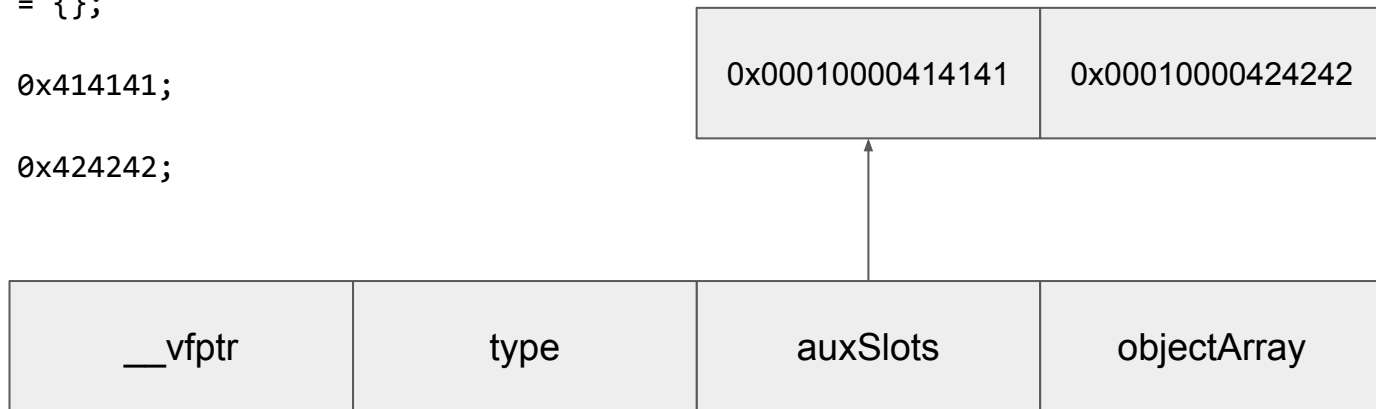 = {};
0x414141;
0x424242;
0x00010000414141 0x00010000424242
__vfptr type auxSlots objectArray